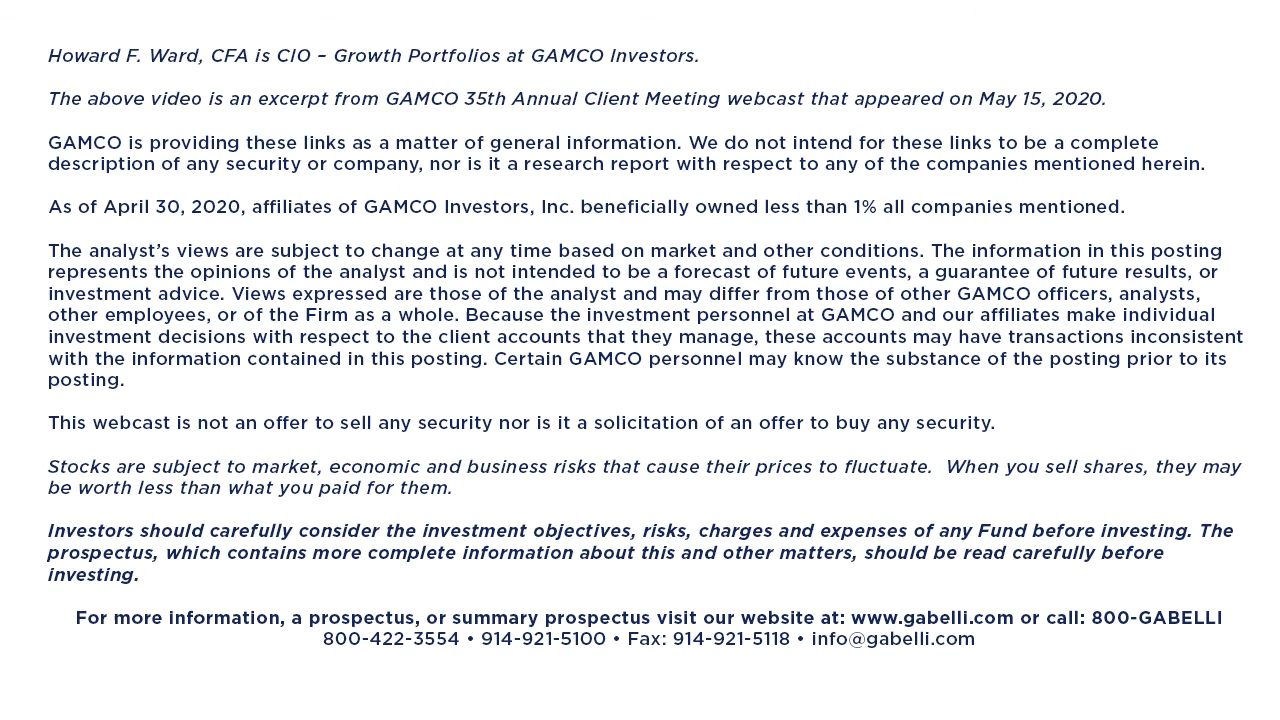 Howard F. Ward, CFA is CIO – Growth Portfolios at GAMCO Investors.
The above video is an excerpt from GAMCO 35th Annual Client Meeting webcast that appeared on May 15, 2020.
GAMCO is providing these links as a matter of general information. We do not intend for these links to be a complete
description of any security or company, nor is it a research report with respect to any of the companies mentioned herein.
As of April 30, 2020, affiliates of GAMCO Investors, Inc. beneficially owned less than 1% all companies mentioned.
The analyst’s views are subject to change at any time based on market and other conditions. The information in this posting
represents the opinions of the analyst and is not intended to be a forecast of future events, a guarantee of future results, or
investment advice. Views expressed are those of the analyst and may differ from those of other GAMCO officers, analysts,
other employees, or of the Firm as a whole. Because the investment personnel at GAMCO and our affiliates make individual
investment decisions with respect to the client accounts that they manage, these accounts may have transactions inconsistent
with the information contained in this posting. Certain GAMCO personnel may know the substance of the posting prior to its
posting.
This webcast is not an offer to sell any security nor is it a solicitation of an offer to buy any security.
Stocks are subject to market, economic and business risks that cause their prices to fluctuate.  When you sell shares, they may
be worth less than what you paid for them.
Investors should carefully consider the investment objectives, risks, charges and expenses of any Fund before investing. The
prospectus, which contains more complete information about this and other matters, should be read carefully before
investing.
For more information, a prospectus, or summary prospectus visit our website at: www.gabelli.com or call: 800-GABELLI
800-422-3554 • 914-921-5100 • Fax: 914-921-5118 • info@gabelli.com